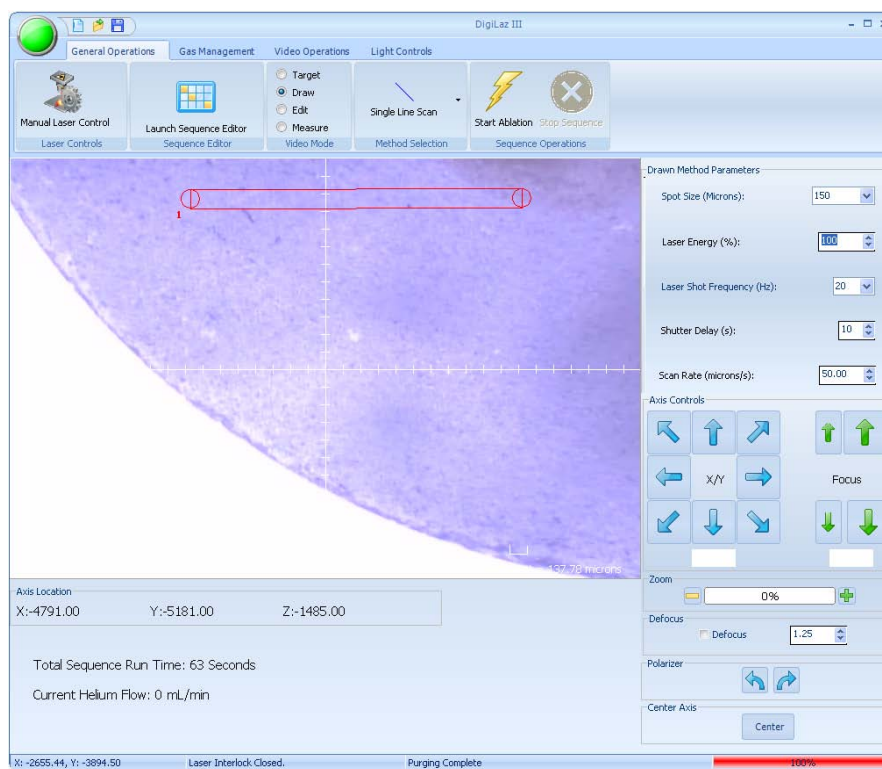 DigiLaz III
General Operations Gas Management Video Operations Light Controls
Manual Laser Control
Laser Controls
Launch Sequence Editor
Sequence Editor
Target
Draw
Edit
Measure
Video Mode
Single Line Scan
Method Selection
Start Ablation Stop Sequence
Sequence Operations
1
137.78 microns
Drawn Method Parameters
Spot Size (Microns): 150
Laser Energy (%): 100
Laser Shot Frequency (Hz): 20
Shutter Delay (s): 10
Scan Rate (microns/s): 50.00
Axis Controls
X/Y Focus
Zoom
0%
Defocus
Defocus 1.25
Polarizer
Center Axis
Center
Axis Location
X:-4791.00 Y:-5181.00 Z:-1485.00
Total Sequence Run Time: 63 Seconds
Current Helium Flow: 0 mL/min
X: -2655.44, Y: -3894.50 Laser Interlock Closed. Purging Complete 100%